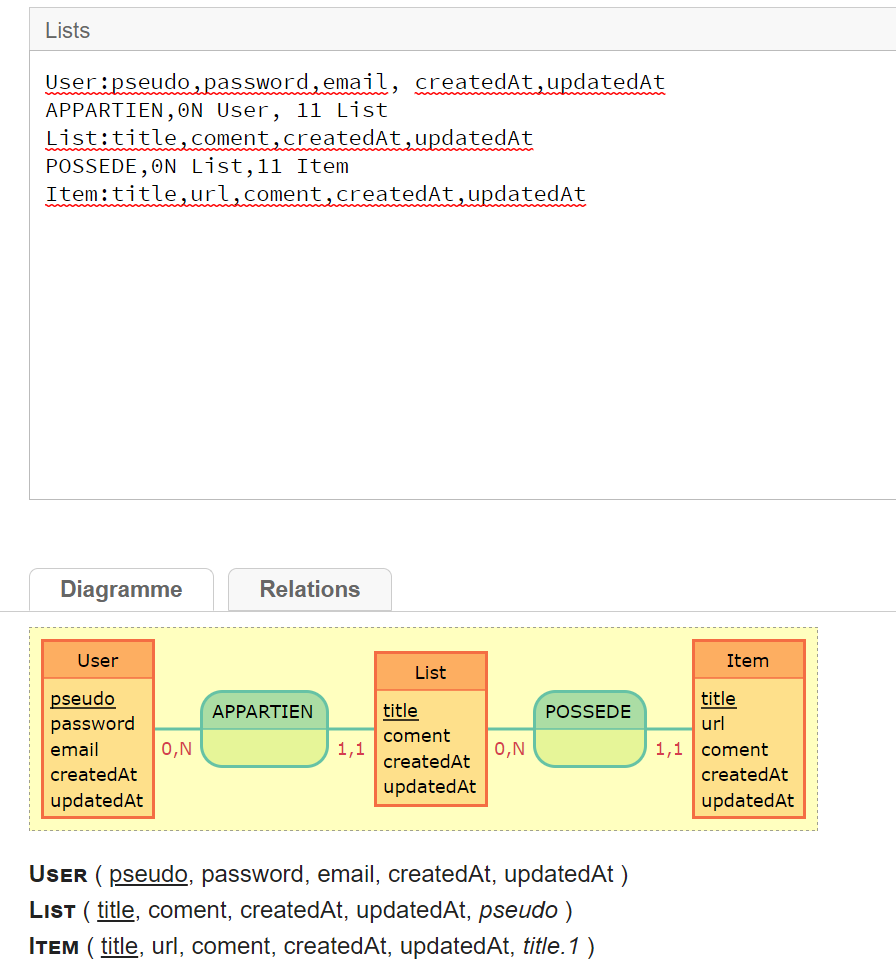 Lists
User:pseudo,password,email, createdAt,updatedAt
APPARTIEN,0N User, 11 List
List:title,coment,createdAt,updatedAt
POSSEDE,0N List,11 Item
Item:title,url,coment,createdAt,updatedAt
Diagramme
Relations
User
pseudo
password
email
createdAt
updatedAt
0,N
APPARTIEN
1,1
List
title
coment
createdAt
updatedAt
0,N
POSSEDE
1,1
Item
title
url
coment
createdAt
updatedAt
USER ( pseudo, password, email, createdAt, updatedAt )
LIST ( title, coment, createdAt, updatedAt, pseudo )
ITEM ( title, url, coment, createdAt, updatedAt, title.1 )